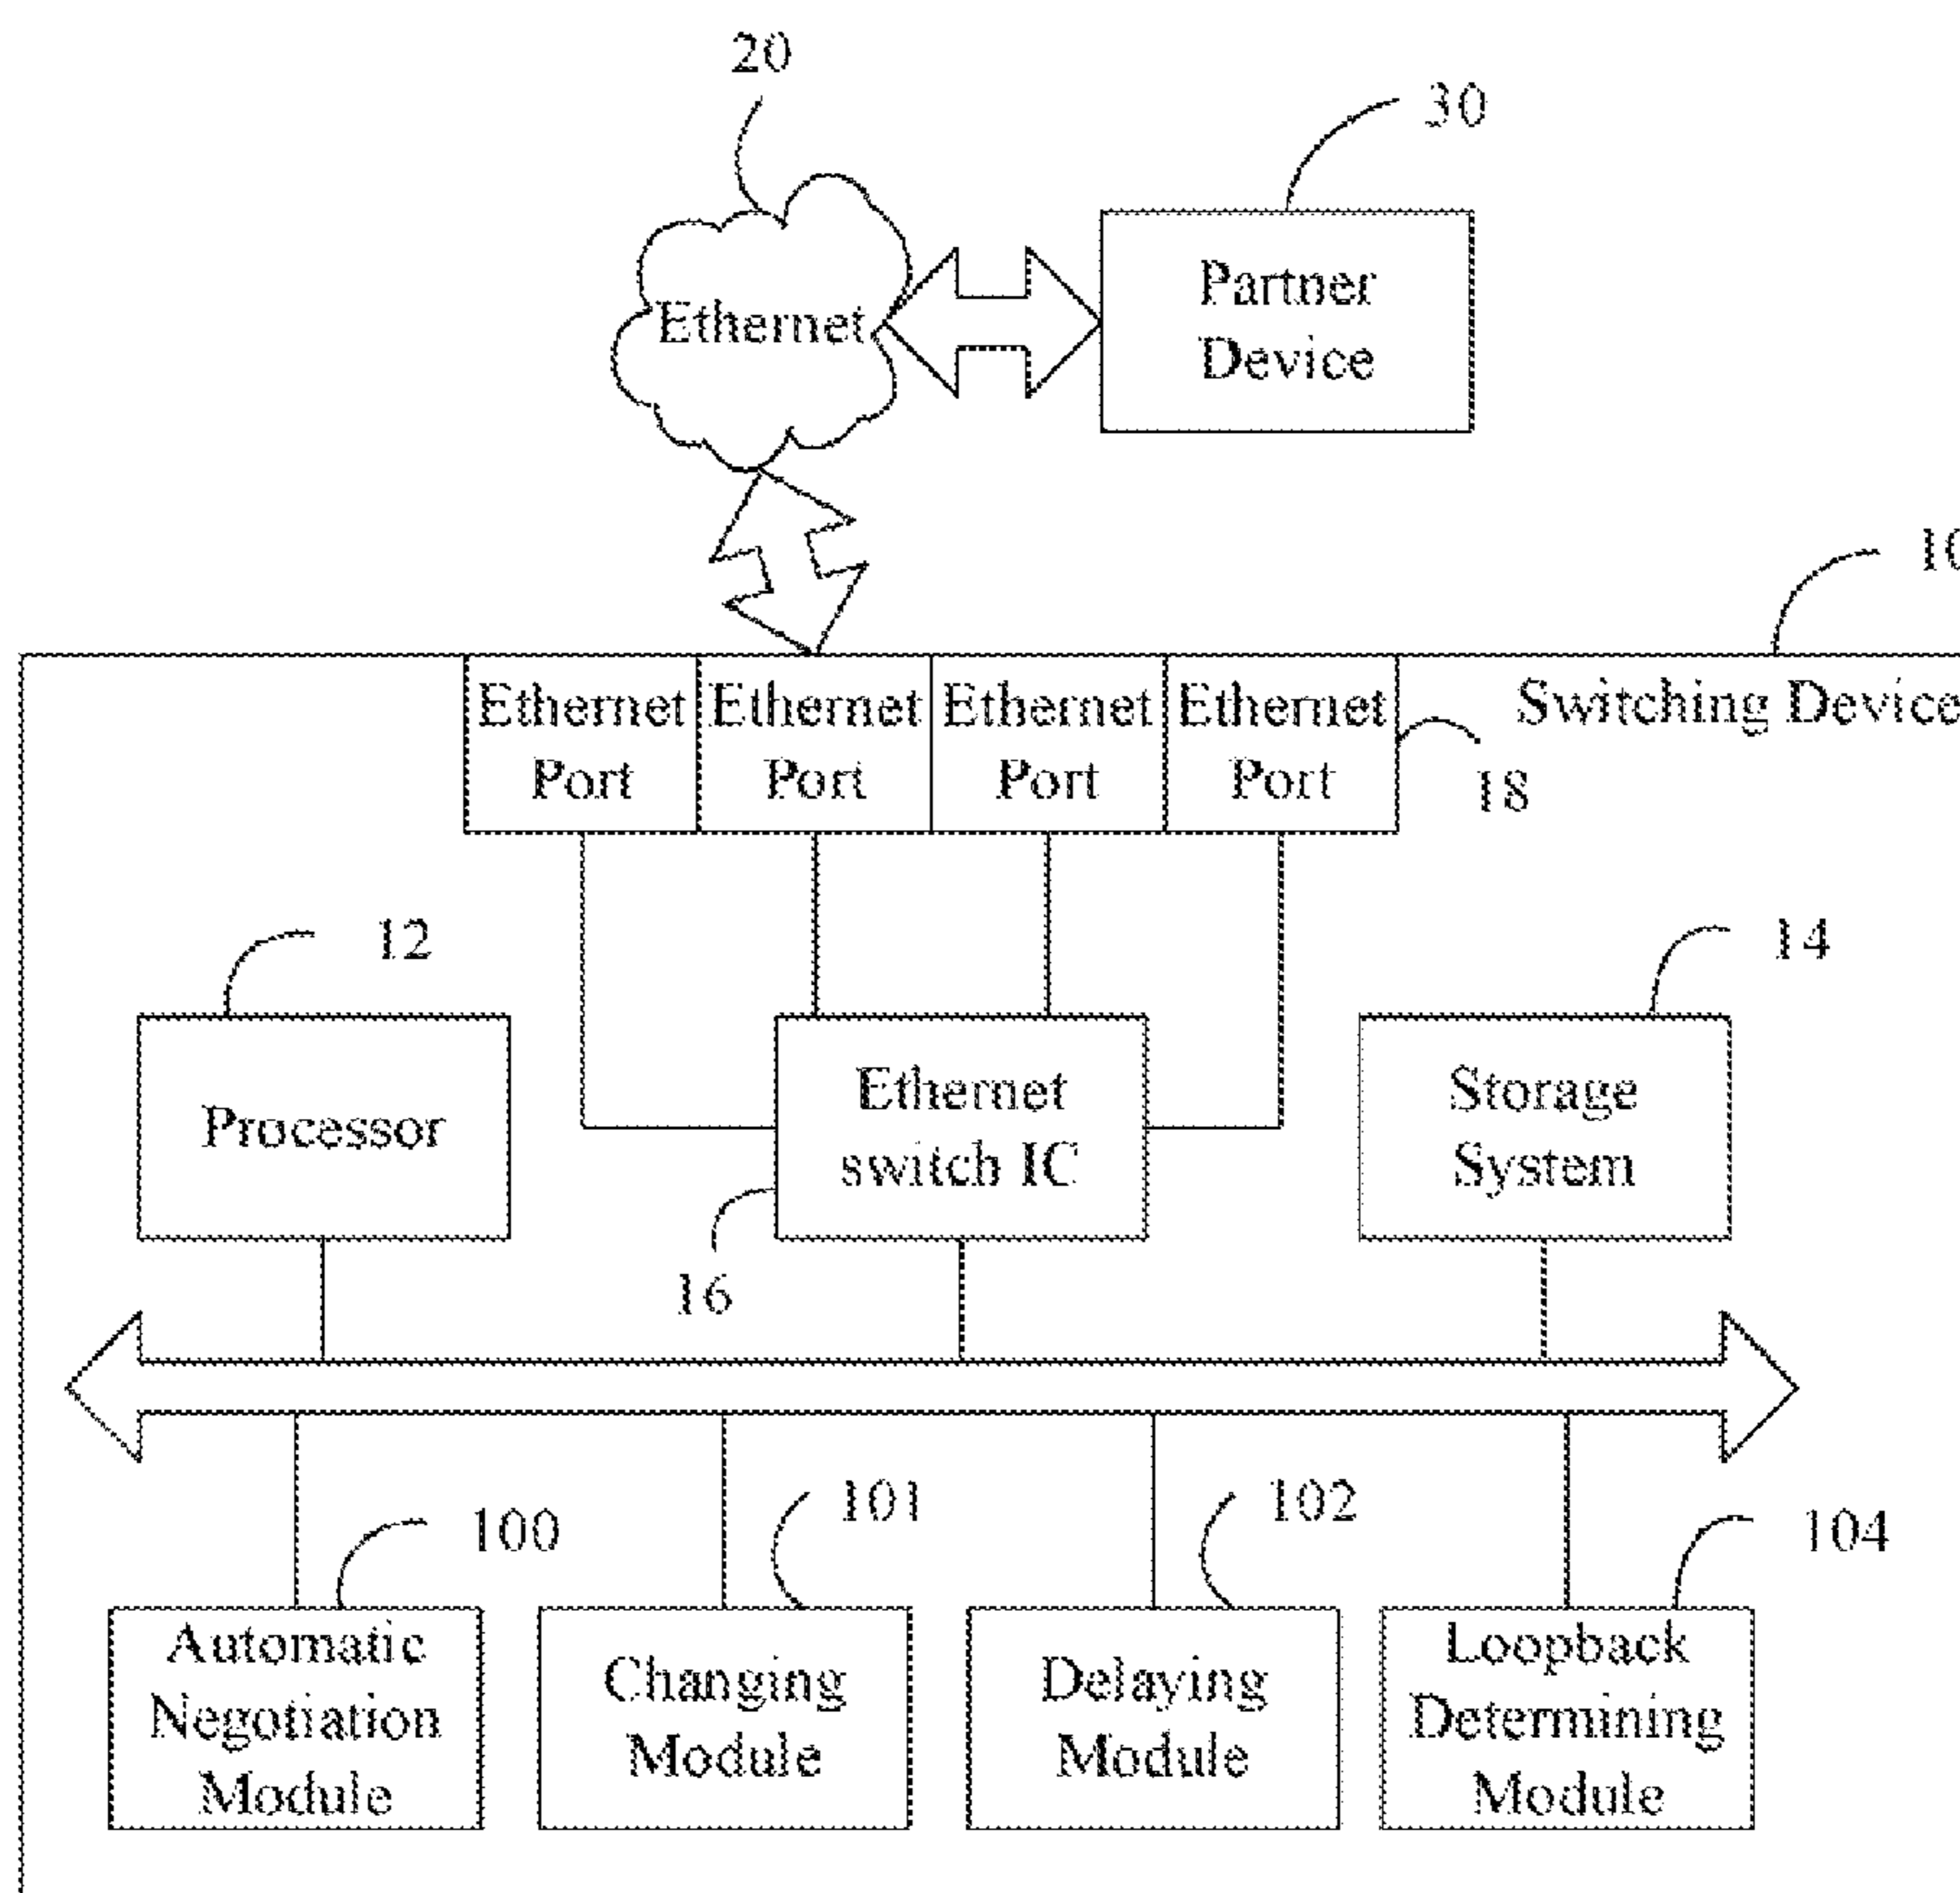 20
30
Ethernet
Partner
Device
10
Switching Device
Ethernet
Port
Ethernet
Port
Ethernet
Port
Ethernet
Port
18
12
14
Processor
Ethernet
switch IC
Storage
System
16
100
101
102
104
Automatic
Negotiation
Module
Changing
Module
Delaying
Module
Loopback
Determining
Module